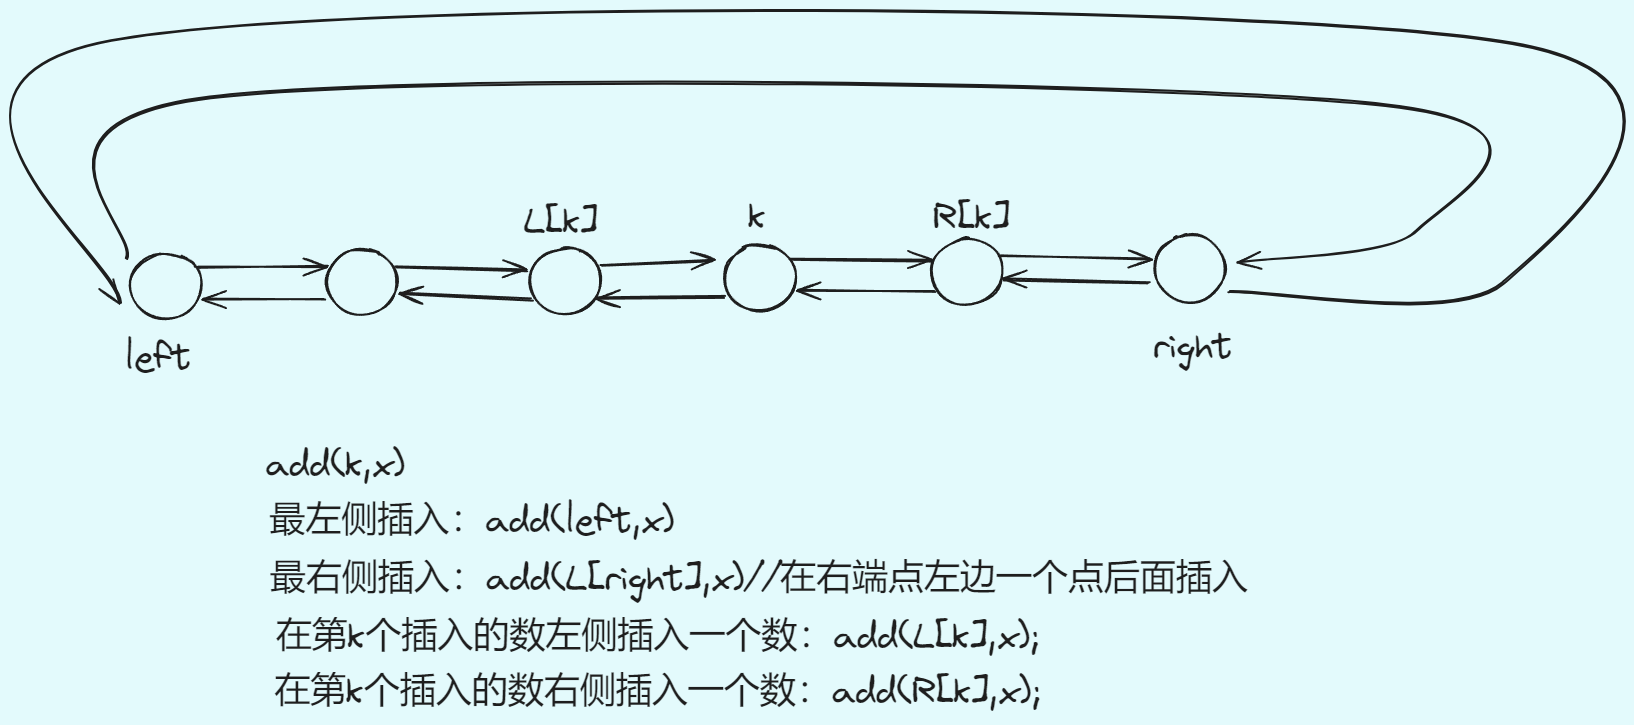 L[k] k R[k]
left right
add(k,x)
最左侧插入：add(left,x)
最右侧插入：add(L[right],x)//在右端点左边一个点后面插入
在第k个插入的数左侧插入一个数：add(L[k],x);
在第k个插入的数右侧插入一个数：add(R[k],x);